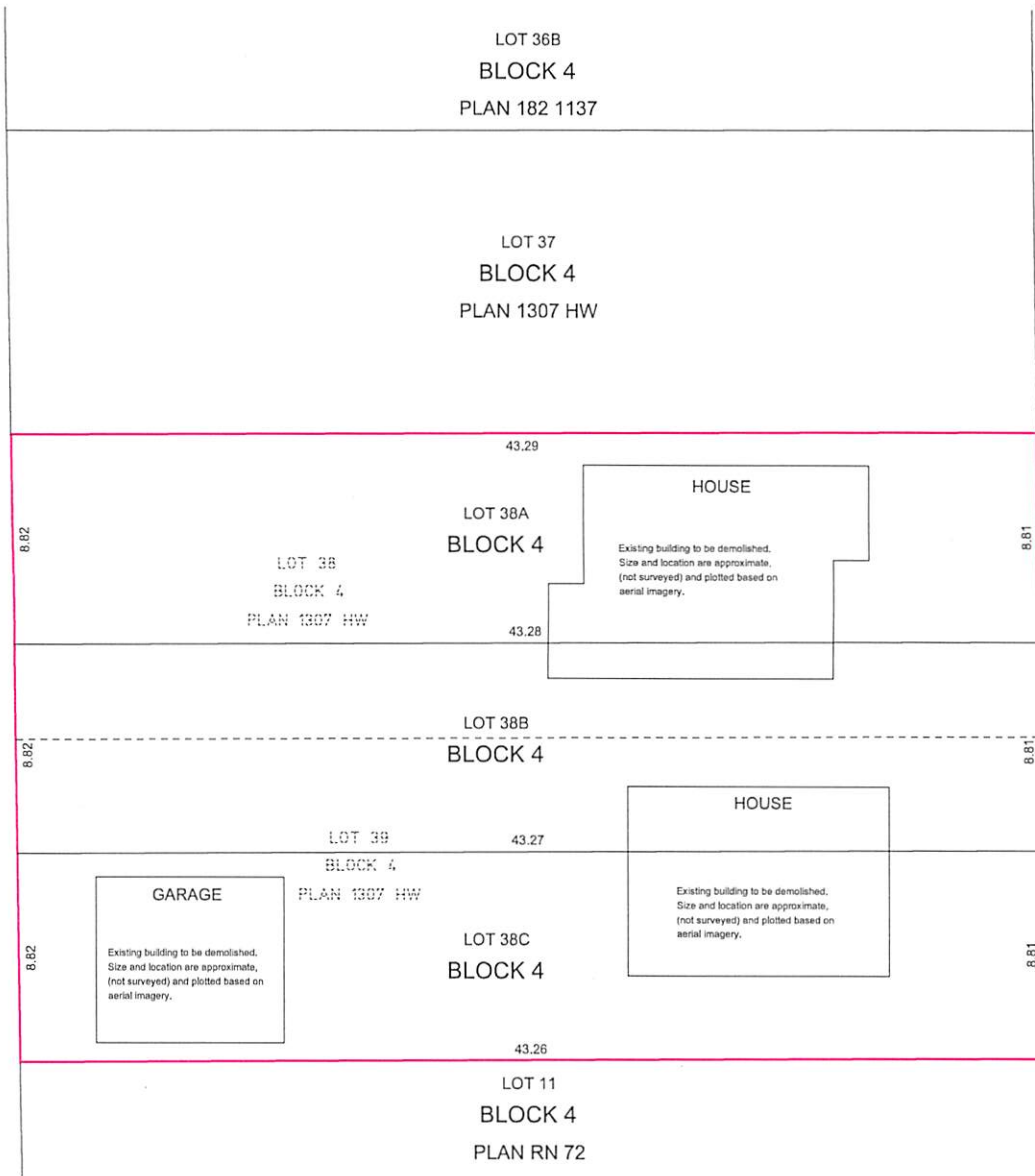 LOT 36B
BLOCK 4
PLAN 182 1137
LOT 37
BLOCK 4
PLAN 1307 HW
43.29
HOUSE
8.82
LOT 38A
BLOCK 4
8.81
Existing building to be demolished.
Size and location are approximate,
(not surveyed) and plotted based on
aerial imagery.
LOT 38
BLOCK 4
PLAN 1307 HW
43.28
LOT 38B
8.82
BLOCK 4
8.81
HOUSE
LOT 39
43.27
BLOCK 4
PLAN 1307 HW
GARAGE
Existing building to be demolished.
Size and location are approximate,
(not surveyed) and plotted based on
aerial imagery.
8.82
Existing building to be demolished.
Size and location are approximate,
(not surveyed) and plotted based on
aerial imagery.
LOT 38C
BLOCK 4
8.81
43.26
LOT 11
BLOCK 4
PLAN RN 72